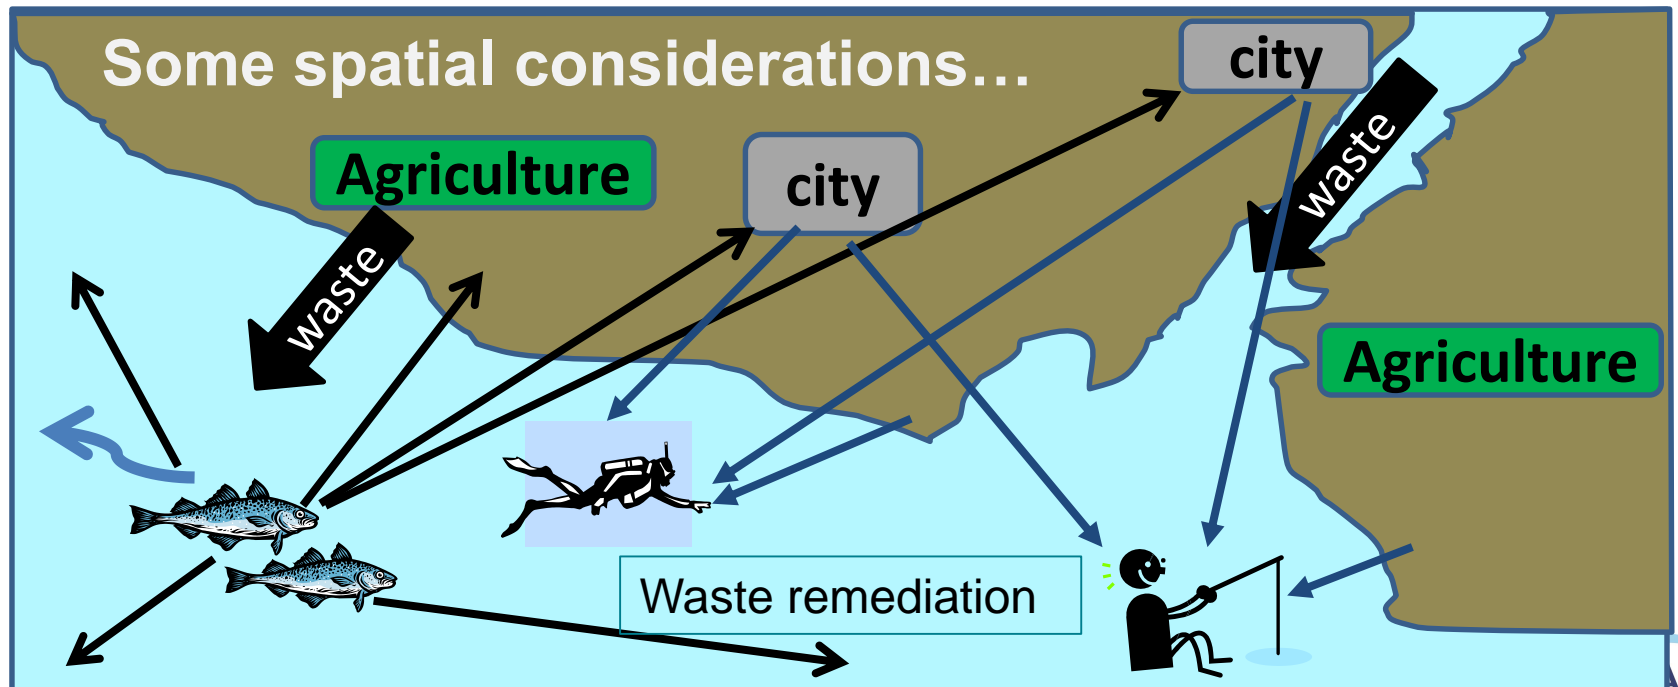 Some spatial considerations…
city
waste
Agriculture
city
waste
Agriculture
Waste remediation